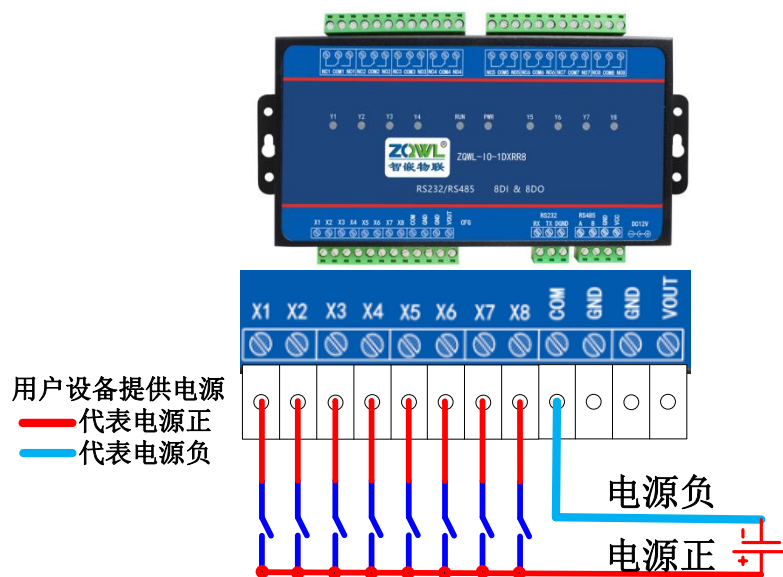 NC1 COM1 NO1 NC2 COM2 NO2 NC3 COM3 NO3 NO4 COM4 NO4
NC5 COM5 NO5 NC6 COM6 NO6 NC7 COM7 NO7 NC8 COM8 NO8
Y1 Y2 Y3 Y4 RUN PWR Y5 Y6 Y7 Y8
ZQWL
智嵌物联
ZQWL-IO-1DXRR8
RS232/RS485 8DI & 8DO
RS232 RS485
X1 X2 X3 X4 X5 X6 X7 X8 COM GND GND VOUT CFG RX TX DGND A B GND VCC DC12V
X1 X2 X3 X4 X5 X6 X7 X8 COM GND GND VOUT
用户设备提供电源
代表电源正
代表电源负
电源负
电源正